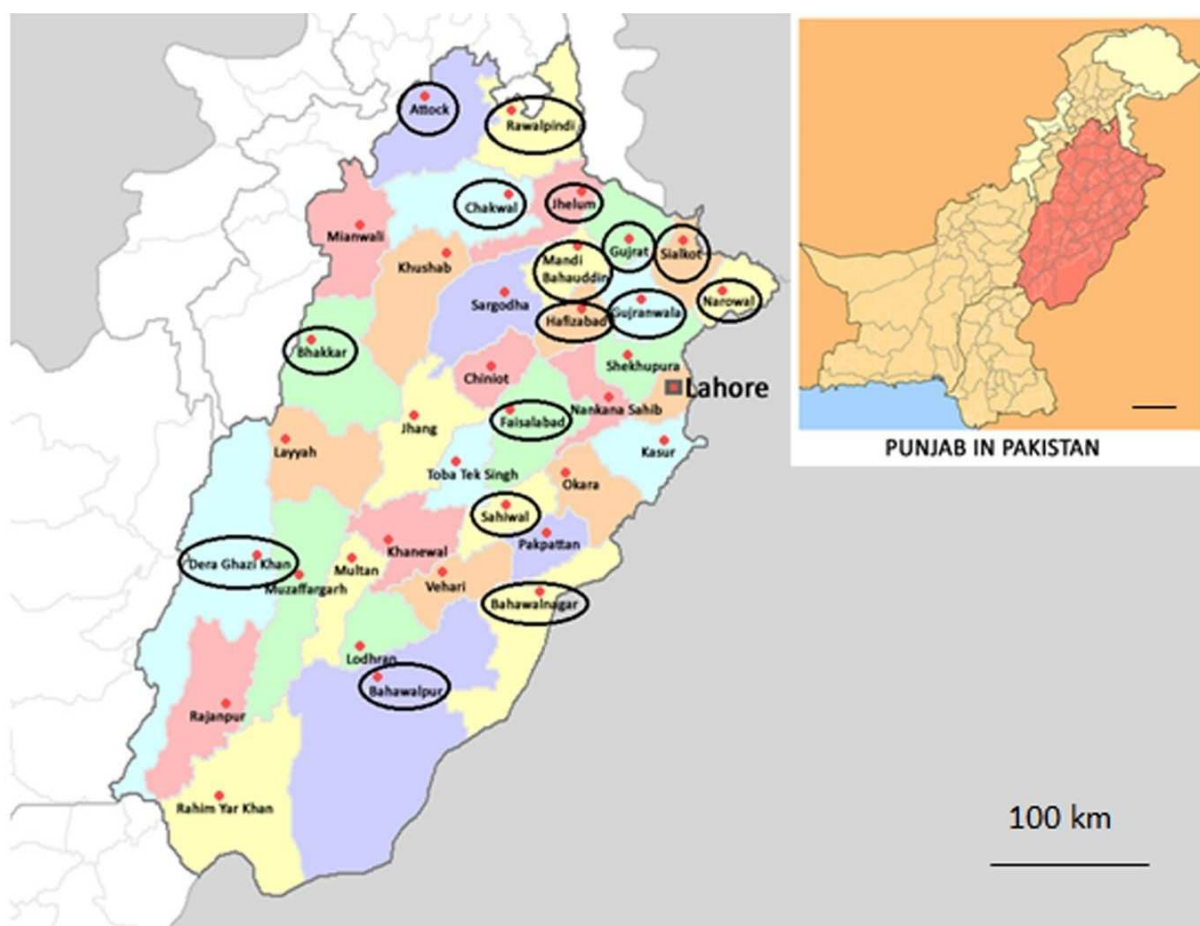 Attock
Rawalpindi
Chakwal
Jhelum
Mianwali
Gujrat
Sialkot
Khushab
Mandi
Bahauddin
Sargodha
Narowal
Hafizabad
Gujranwala
Bhakkar
Shekhupura
Chiniot
Lahore
Nankana Sahib
Faisalabad
Jhang
Layyah
Kasur
Toba Tek Singh
Okara
Sahiwal
Pakpattan
Khanewal
Dera Ghazi Khan
Multan
Muzaffargarh
Vehari
Bahawalnagar
Lodhran
Bahawalpur
Rajanpur
Rahim Yar Khan
PUNJAB IN PAKISTAN
100 km